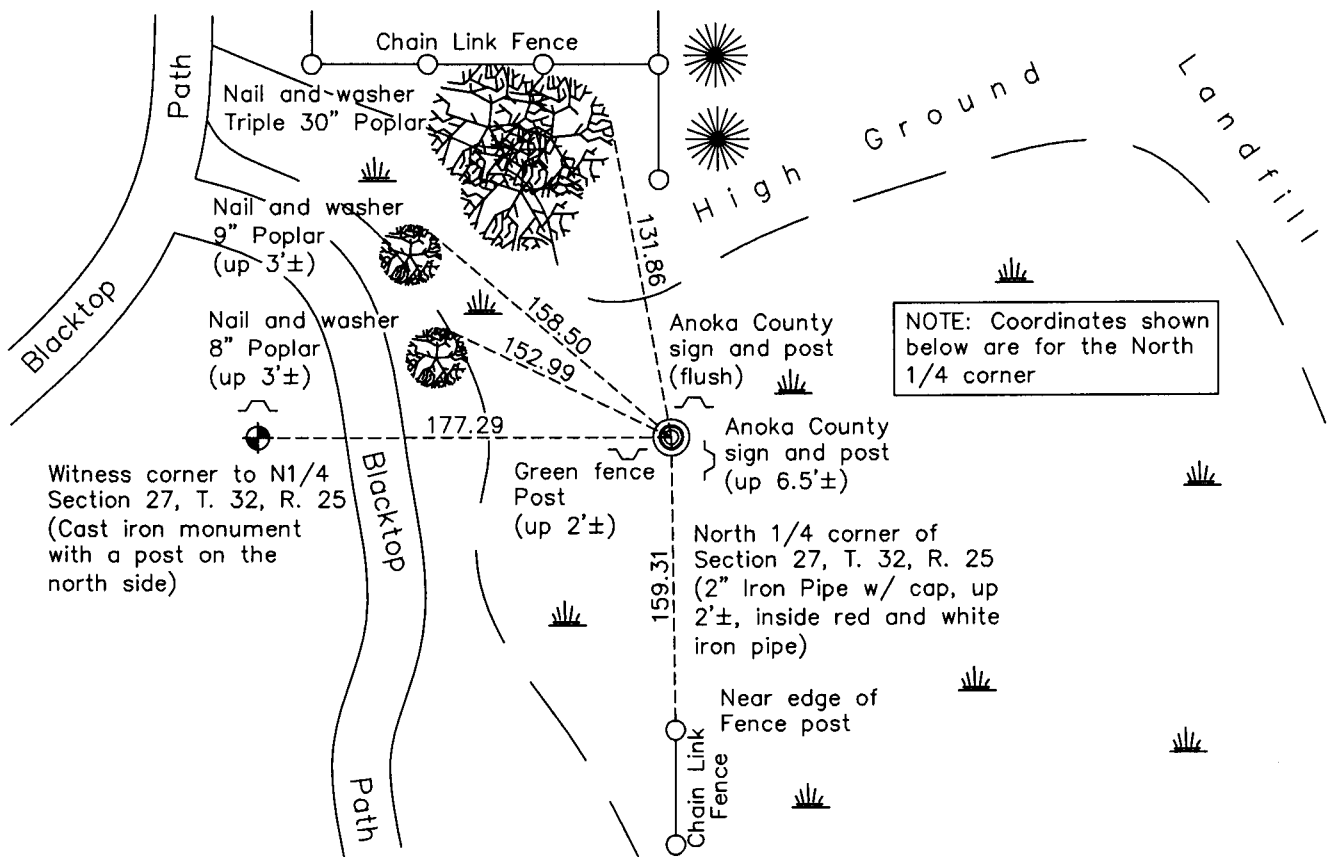 Chain Link Fence
Path
Nail and washer
Triple 30" Poplar
High Ground
Landfill
Nail and washer
9" Poplar
(up 3'±)
131.86
Blacktop
Nail and washer
8" Poplar
(up 3'±)
158.50
152.99
Anoka County
sign and post
(flush)
NOTE: Coordinates shown
below are for the North
1/4 corner
177.29
Anoka County
sign and post
(up 6.5'±)
Witness corner to N1/4
Section 27, T. 32, R. 25
(Cast iron monument
with a post on the
north side)
Blacktop
Green fence
Post
(up 2'±)
159.31
North 1/4 corner of
Section 27, T. 32, R. 25
(2" Iron Pipe w/ cap, up
2'±, inside red and white
iron pipe)
Near edge of
Fence post
Path
Chain Link
Fence